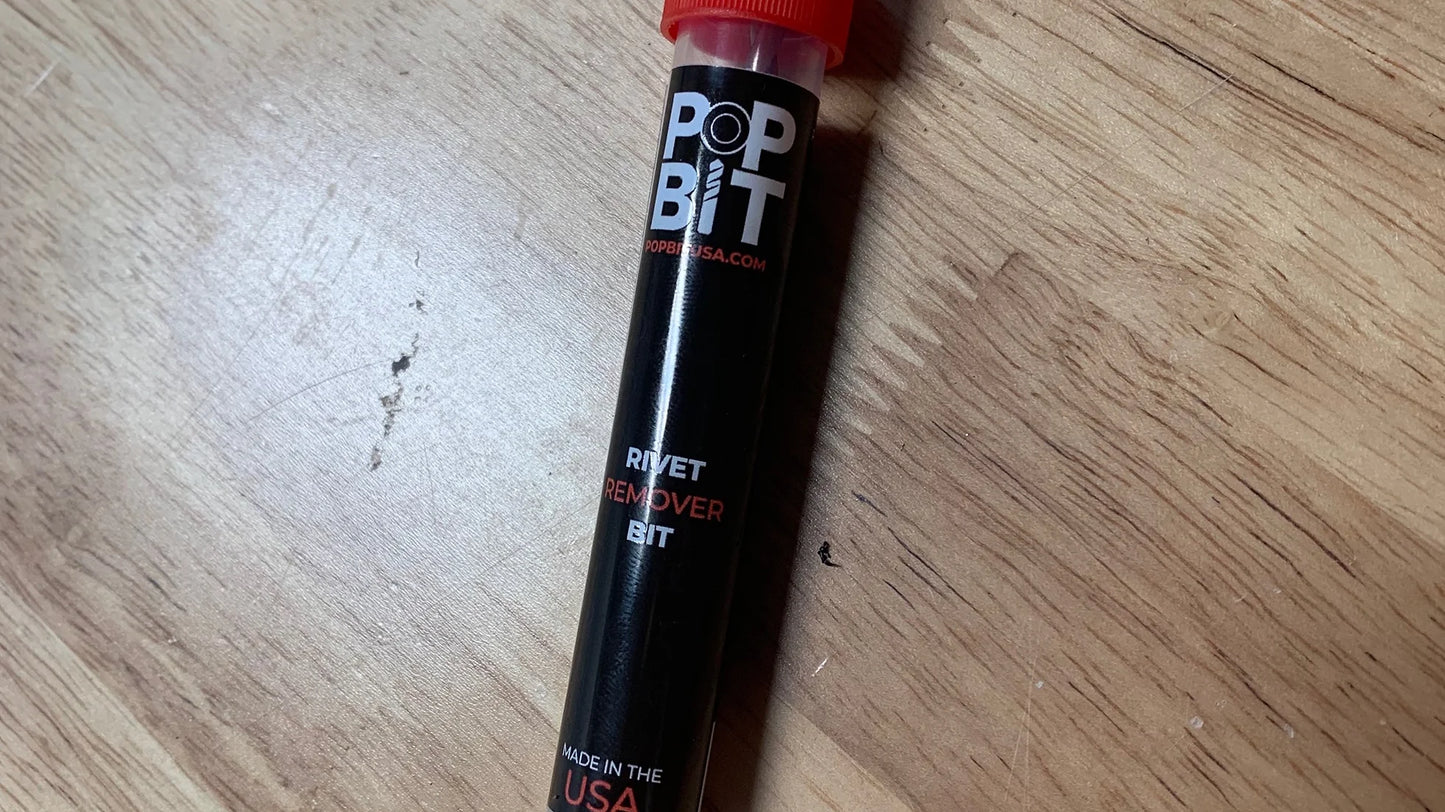 POP
BiT
POPBITUSA.COM
RIVET
REMOVER
BIT
MADE IN THE
USA